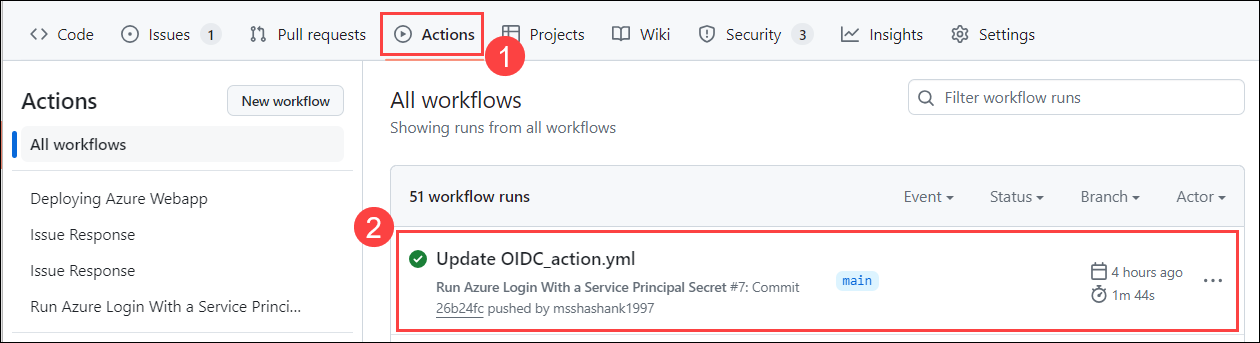 Code Issues 1 Pull requests Actions Projects Wiki Security 3 Insights Settings
1
Actions
New workflow
All workflows
Deploying Azure Webapp
Issue Response
Issue Response
Run Azure Login With a Service Princi...
All workflows
Showing runs from all workflows
Filter workflow runs
51 workflow runs
Event Status Branch Actor
2
Update OIDC_action.yml
Run Azure Login With a Service Principal Secret #7: Commit
26b24fc pushed by msshashank1997
main
4 hours ago
1m 44s